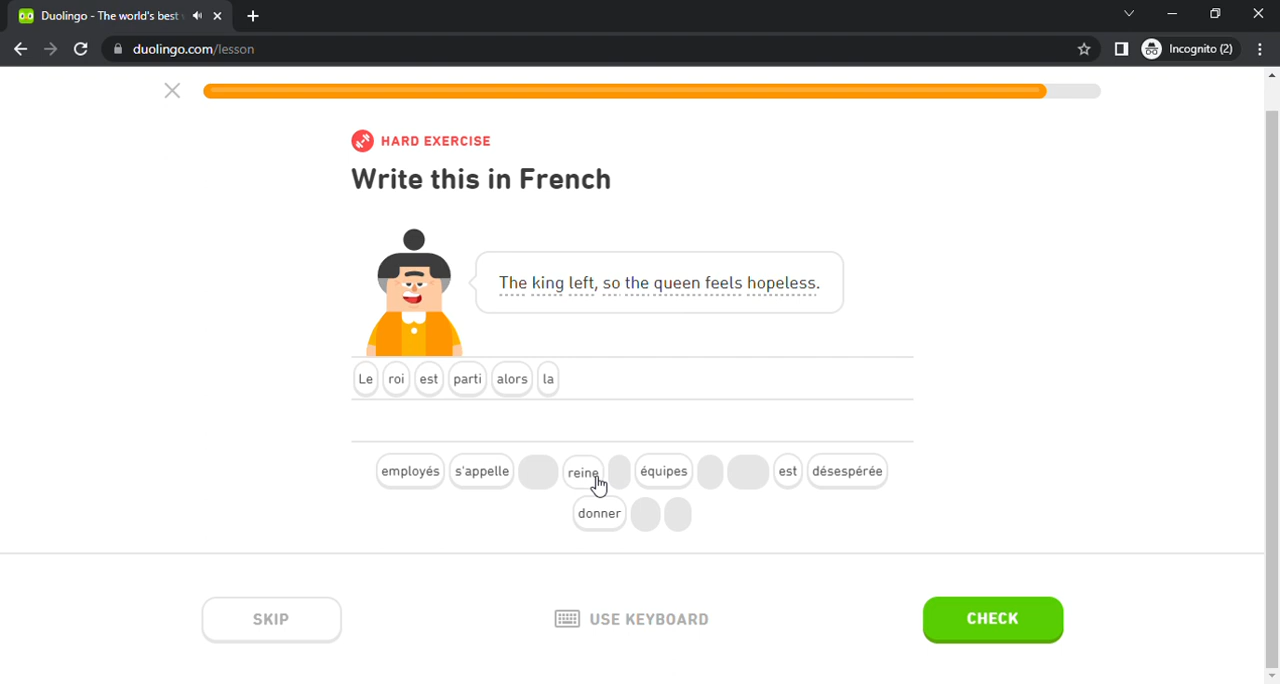 Duolingo - The world's best
duolingo.com/lesson
Incognito (2)
HARD EXERCISE
Write this in French
The king left, so the queen feels hopeless.
Le roi est parti alors la
employés s'appelle reine équipes est désespérée
donner
SKIP USE KEYBOARD CHECK